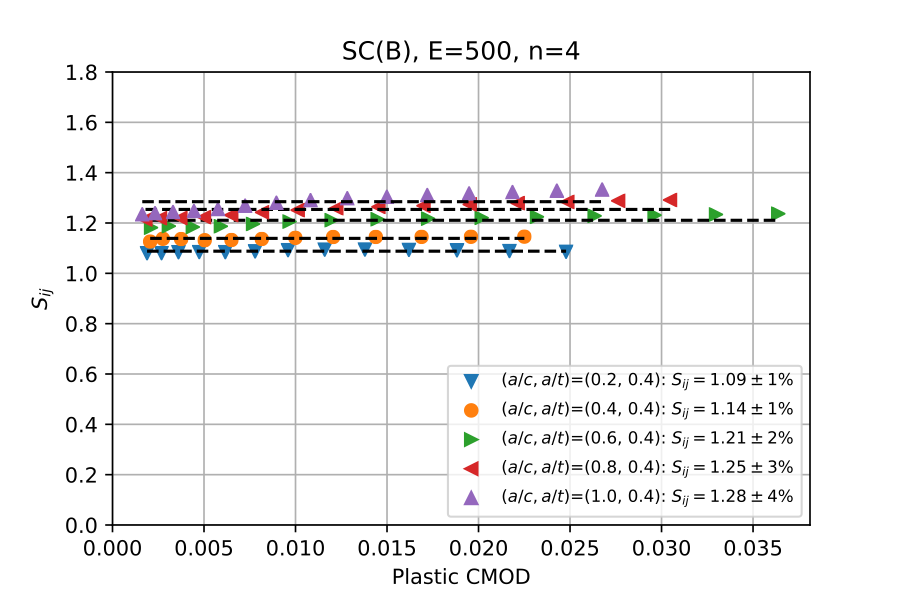 SC(B), E=500, n=4
1.8
1.6
1.4
1.2
1.0
0.8
0.6
0.4
0.2
0.0
S_ij
(a/c, a/t)=(0.2, 0.4): S_ij = 1.09 ± 1%
(a/c, a/t)=(0.4, 0.4): S_ij = 1.14 ± 1%
(a/c, a/t)=(0.6, 0.4): S_ij = 1.21 ± 2%
(a/c, a/t)=(0.8, 0.4): S_ij = 1.25 ± 3%
(a/c, a/t)=(1.0, 0.4): S_ij = 1.28 ± 4%
0.000 0.005 0.010 0.015 0.020 0.025 0.030 0.035
Plastic CMOD